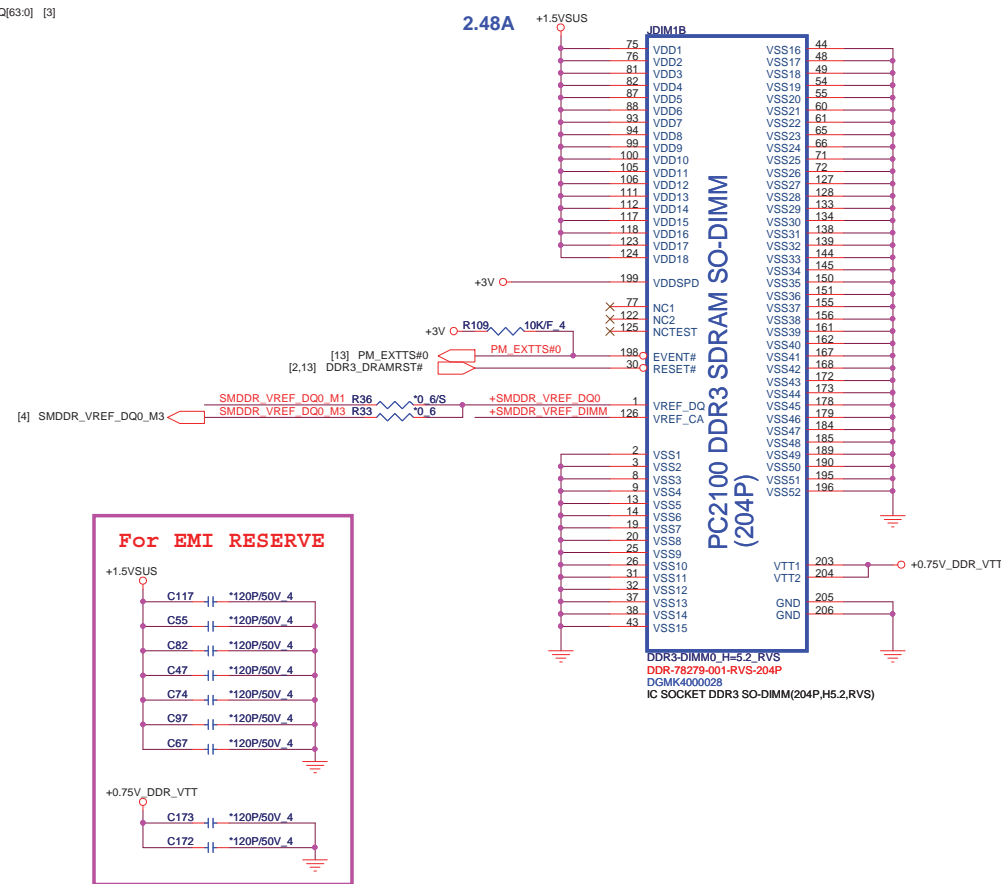 Q[63:0] [3]
2.48A
+1.5VSUS
JDIM1B
75 VDD1
76 VDD2
81 VDD3
82 VDD4
87 VDD5
88 VDD6
93 VDD7
94 VDD8
99 VDD9
100 VDD10
105 VDD11
106 VDD12
111 VDD13
112 VDD14
117 VDD15
118 VDD16
123 VDD17
124 VDD18
+3V 199 VDDSPD
77 NC1
122 NC2
125 NCTEST
+3V R109 10K/F_4
[13] PM_EXTTS#0 PM_EXTTS#0 198 EVENT#
[2,13] DDR3_DRAMRST# 30 RESET#
SMDDR_VREF_DQ0_M1 R36 *0_6/S +SMDDR_VREF_DQ0 1 VREF_DQ
[4] SMDDR_VREF_DQ0_M3 SMDDR_VREF_DQ0_M3 R33 *0_6 +SMDDR_VREF_DIMM 126 VREF_CA
2 VSS1
3 VSS2
8 VSS3
9 VSS4
13 VSS5
14 VSS6
19 VSS7
20 VSS8
25 VSS9
26 VSS10
31 VSS11
32 VSS12
37 VSS13
38 VSS14
43 VSS15
PC2100 DDR3 SDRAM SO-DIMM
(204P)
VSS16 44
VSS17 48
VSS18 49
VSS19 54
VSS20 55
VSS21 60
VSS22 61
VSS23 65
VSS24 66
VSS25 71
VSS26 72
VSS27 127
VSS28 128
VSS29 133
VSS30 134
VSS31 138
VSS32 139
VSS33 144
VSS34 145
VSS35 150
VSS36 151
VSS37 155
VSS38 156
VSS39 161
VSS40 162
VSS41 167
VSS42 168
VSS43 172
VSS44 173
VSS45 178
VSS46 179
VSS47 184
VSS48 185
VSS49 189
VSS50 190
VSS51 195
VSS52 196
VTT1 203 +0.75V_DDR_VTT
VTT2 204
GND 205
GND 206
DDR3-DIMM0_H=5.2_RVS
DDR-78279-001-RVS-204P
DGMK4000028
IC SOCKET DDR3 SO-DIMM(204P,H5.2,RVS)
For EMI RESERVE
+1.5VSUS
C117 *120P/50V_4
C55 *120P/50V_4
C82 *120P/50V_4
C47 *120P/50V_4
C74 *120P/50V_4
C97 *120P/50V_4
C67 *120P/50V_4
+0.75V_DDR_VTT
C173 *120P/50V_4
C172 *120P/50V_4